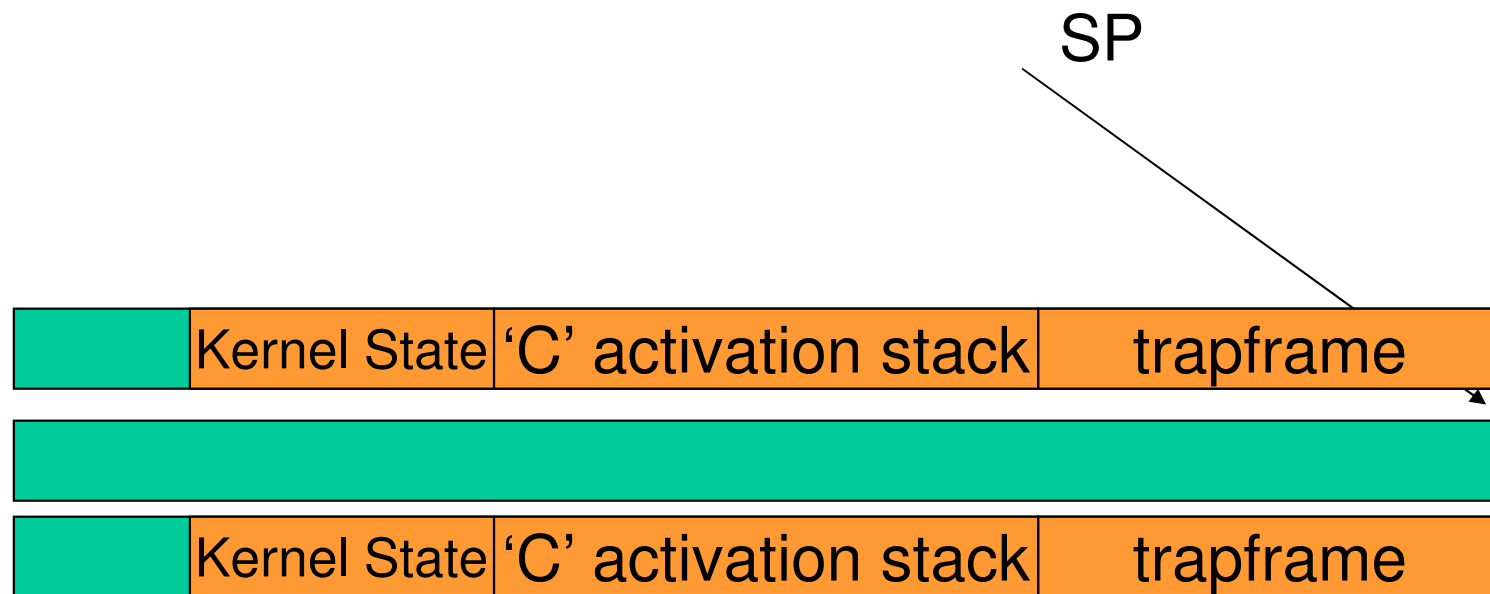 SP
Kernel State ‘C’ activation stack trapframe
Kernel State ‘C’ activation stack trapframe